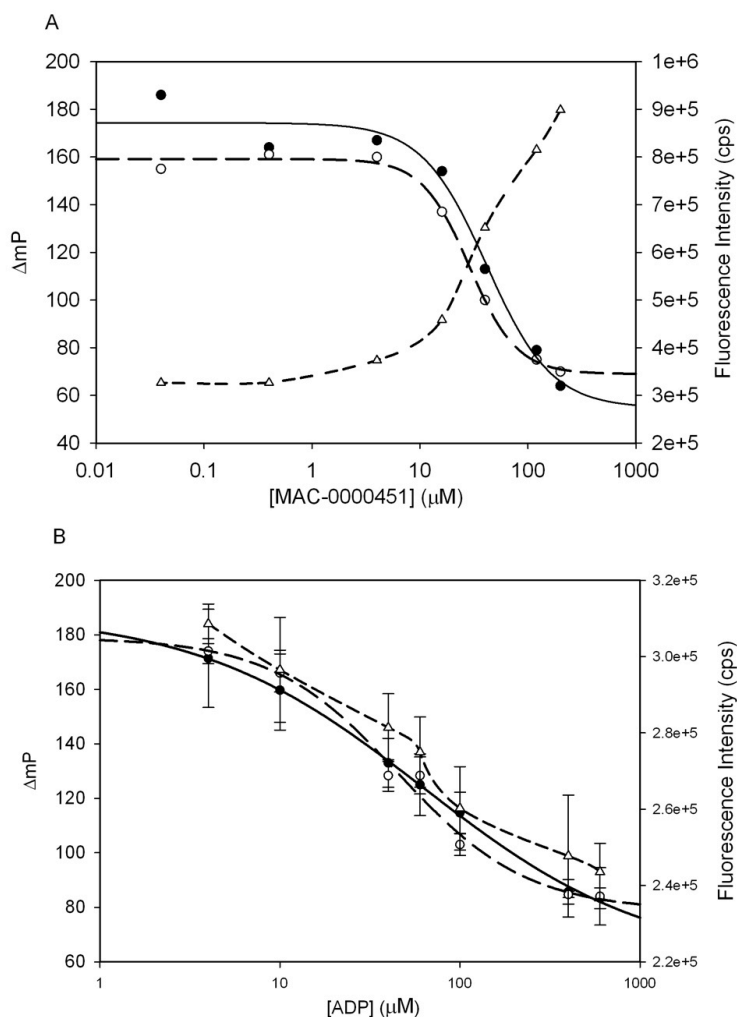 A
200
180
160
140
120
100
80
60
40
ΔmP
1e+6
9e+5
8e+5
7e+5
6e+5
5e+5
4e+5
3e+5
2e+5
Fluorescence Intensity (cps)
0.01
0.1
1
10
100
1000
[MAC-0000451] (μM)
B
200
180
160
140
120
100
80
60
ΔmP
3.2e+5
3.0e+5
2.8e+5
2.6e+5
2.4e+5
2.2e+5
Fluorescence Intensity (cps)
1
10
100
1000
[ADP] (μM)